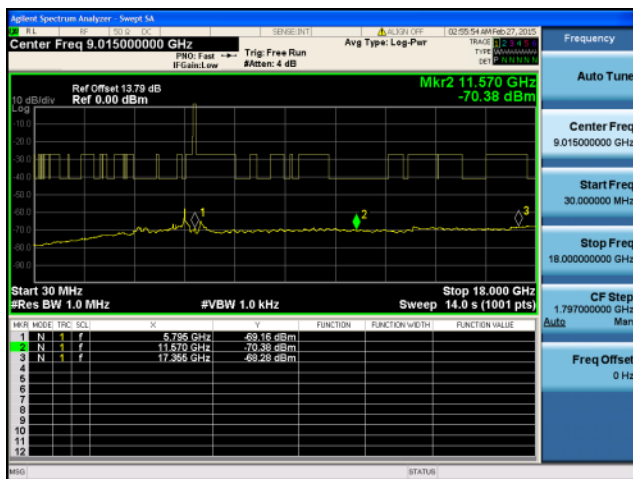 Agilent Spectrum Analyzer - Swept SA
RL RF 50 Ω DC SENSE:INT ALIGN OFF 02:55:54 AM Feb 27, 2015
Center Freq 9.015000000 GHz
PNO: Fast
IFGain:Low
Trig: Free Run
#Atten: 4 dB
Avg Type: Log-Pwr
TRACE 1 2 3 4 5 6
TYPE
DET P N N N N N
Ref Offset 13.79 dB
10 dB/div Ref 0.00 dBm
Log
Mkr2 11.570 GHz
-70.38 dBm
-10.0
-20.0
-30.0
-40.0
-50.0
-60.0
-70.0
-80.0
-90.0
1
2
3
Start 30 MHz Stop 18.000 GHz
#Res BW 1.0 MHz #VBW 1.0 kHz Sweep 14.0 s (1001 pts)
MKR MODE TRC SCL X Y FUNCTION FUNCTION WIDTH FUNCTION VALUE
1 N 1 f 5.795 GHz -69.16 dBm
2 N 1 f 11.570 GHz -70.38 dBm
3 N 1 f 17.355 GHz -68.28 dBm
4
5
6
7
8
9
10
11
12
MSG STATUS
Frequency
Auto Tune
Center Freq
9.015000000 GHz
Start Freq
30.000000 MHz
Stop Freq
18.000000000 GHz
CF Step
1.797000000 GHz
Auto Man
Freq Offset
0 Hz